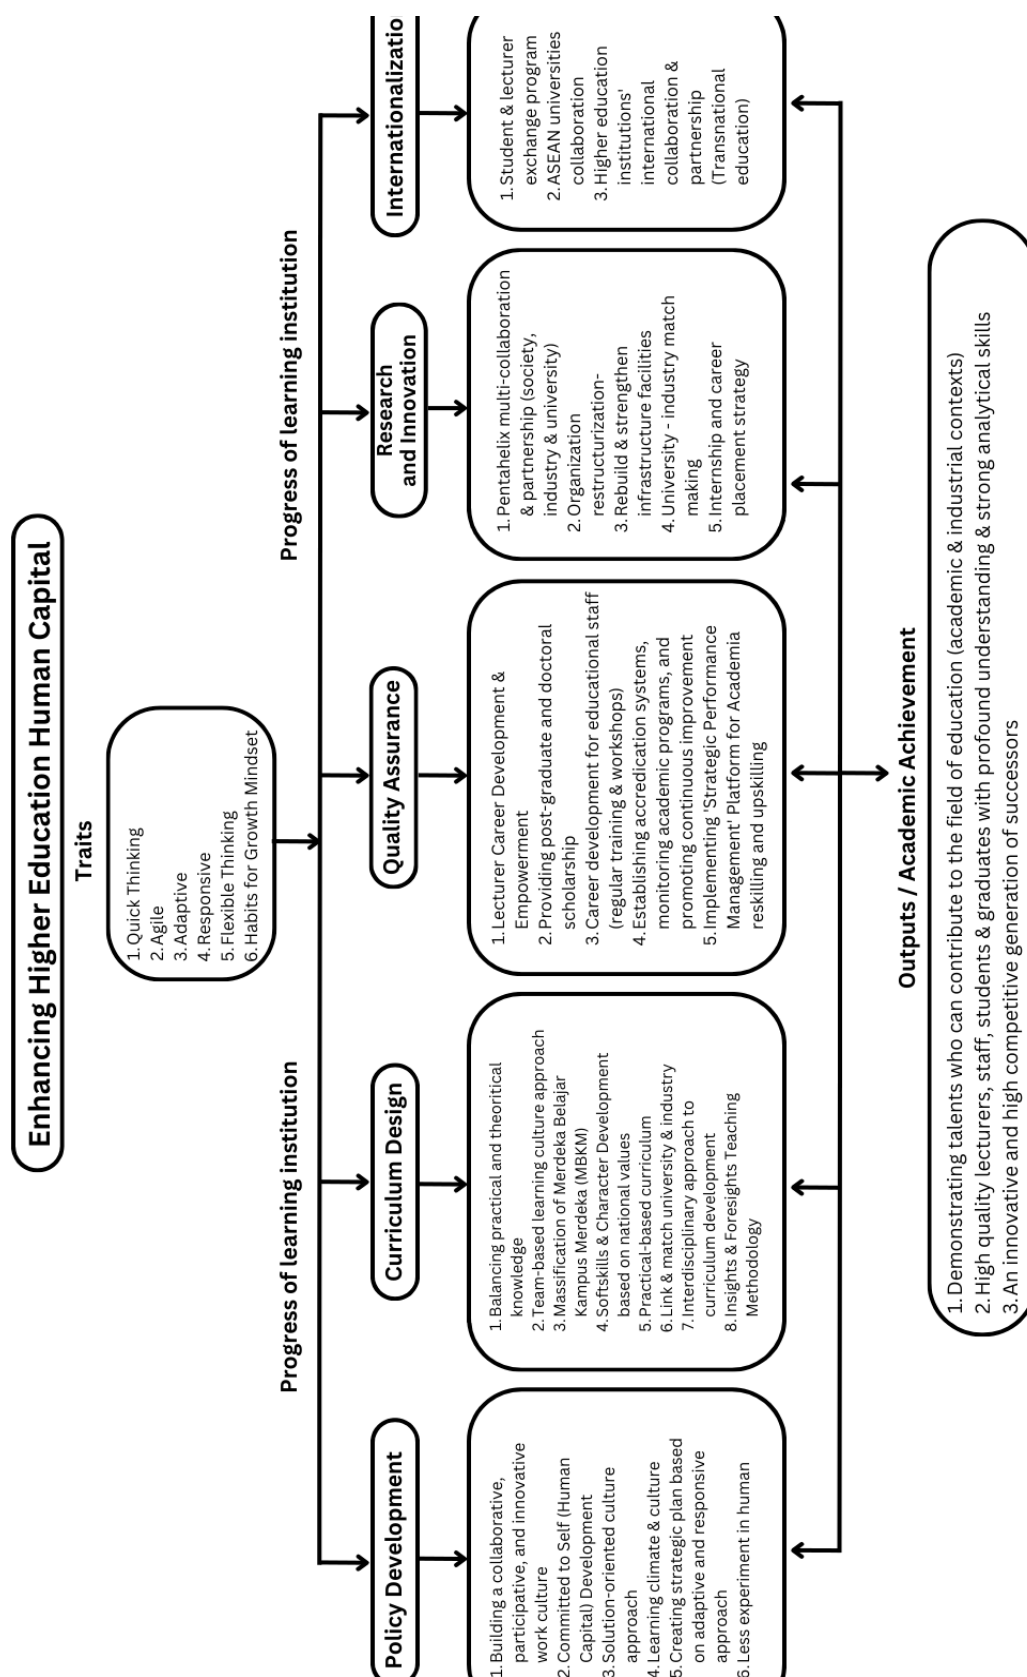 Enhancing Higher Education Human Capital
Traits
1. Quick Thinking
2. Agile
3. Adaptive
4. Responsive
5. Flexible Thinking
6. Habits for Growth Mindset
Progress of learning institution
Progress of learning institution
Policy Development
1. Building a collaborative,
participative, and innovative
work culture
2. Committed to Self (Human
Capital) Development
3. Solution-oriented culture
approach
4. Learning climate & culture
5. Creating strategic plan based
on adaptive and responsive
approach
6. Less experiment in human
Curriculum Design
1. Balancing practical and theoritical
knowledge
2. Team-based learning culture approach
3. Massification of Merdeka Belajar
Kampus Merdeka (MBKM)
4. Softskills & Character Development
based on national values
5. Practical-based curriculum
6. Link & match university & industry
7. Interdisciplinary approach to
curriculum development
8. Insights & Foresights Teaching
Methodology
Quality Assurance
1. Lecturer Career Development &
Empowerment
2. Providing post-graduate and doctoral
scholarship
3. Career development for educational staff
(regular training & workshops)
4. Establishing accredication systems,
monitoring academic programs, and
promoting continuous improvement
5. Implementing 'Strategic Performance
Management' Platform for Academia
reskilling and upskilling
Research
and Innovation
1. Pentahelix multi-collaboration
& partnership (society,
industry & university)
2. Organization
restructurization-
3. Rebuild & strengthen
infrastructure facilities
4. University - industry match
making
5. Internship and career
placement strategy
Internationalizatio
1. Student & lecturer
exchange program
2. ASEAN universities
collaboration
3. Higher education
institutions'
international
collaboration &
partnership
(Transnational
education)
Outputs / Academic Achievement
1. Demonstrating talents who can contribute to the field of education (academic & industrial contexts)
2. High quality lecturers, staff, students & graduates with profound understanding & strong analytical skills
3. An innovative and high competitive generation of successors